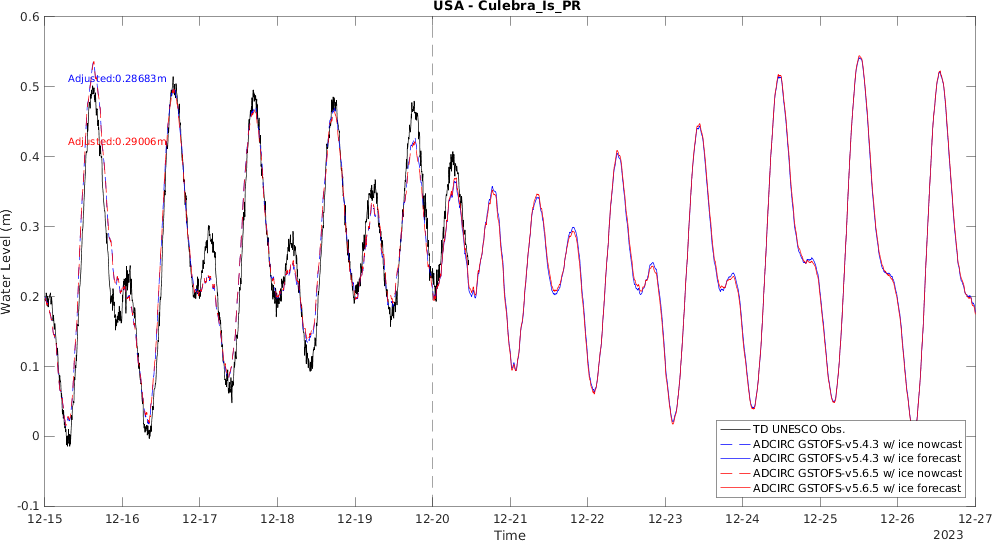 USA - Culebra_Is_PR
0.6
0.5
0.4
0.3
0.2
0.1
0
-0.1
Water Level (m)
Adjusted:0.28683m
Adjusted:0.29006m
TD UNESCO Obs.
ADCIRC GSTOFS-v5.4.3 w/ ice nowcast
ADCIRC GSTOFS-v5.4.3 w/ ice forecast
ADCIRC GSTOFS-v5.6.5 w/ ice nowcast
ADCIRC GSTOFS-v5.6.5 w/ ice forecast
12-15 12-16 12-17 12-18 12-19 12-20 12-21 12-22 12-23 12-24 12-25 12-26 12-27
Time
2023